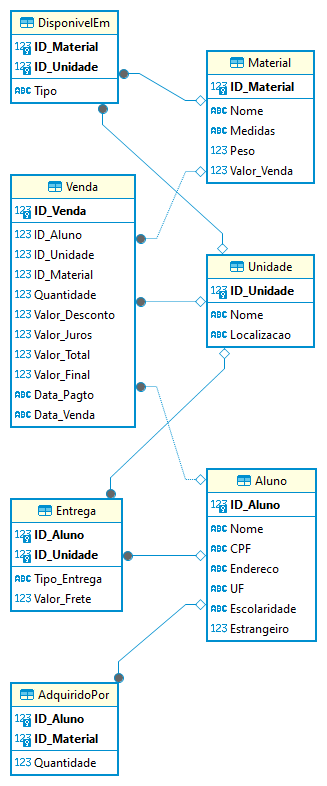 DisponivelEm
123 ID_Material
123 ID_Unidade
ABC Tipo
Material
123 ID_Material
ABC Nome
ABC Medidas
123 Peso
123 Valor_Venda
Venda
123 ID_Venda
123 ID_Aluno
123 ID_Unidade
123 ID_Material
123 Quantidade
123 Valor_Desconto
123 Valor_Juros
123 Valor_Total
123 Valor_Final
ABC Data_Pagto
ABC Data_Venda
Unidade
123 ID_Unidade
ABC Nome
ABC Localizacao
Aluno
123 ID_Aluno
ABC Nome
ABC CPF
ABC Endereco
ABC UF
ABC Escolaridade
123 Estrangeiro
Entrega
123 ID_Aluno
123 ID_Unidade
ABC Tipo_Entrega
123 Valor_Frete
AdquiridoPor
123 ID_Aluno
123 ID_Material
123 Quantidade